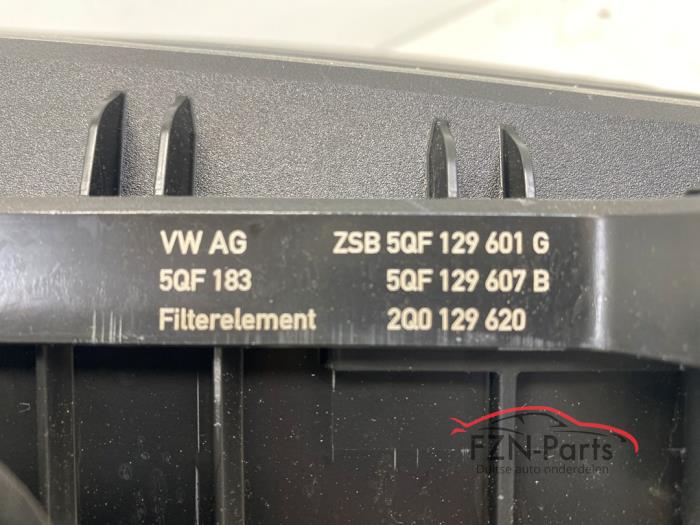 VW AG ZSB 5QF 129 601 G
5QF 183 5QF 129 607 B
Filterelement 2Q0 129 620
FZN-Parts
Duitse auto onderdelen